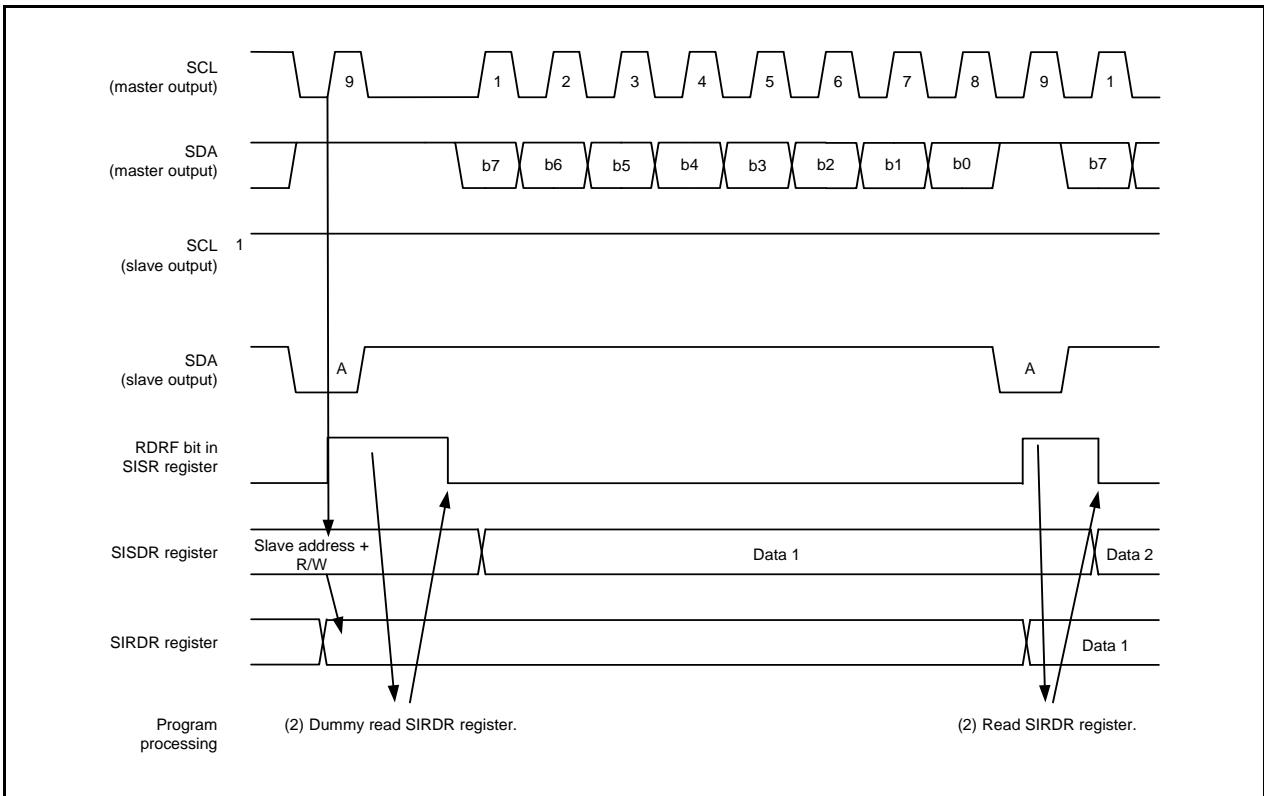 SCL
(master output)
9
1
2
3
4
5
6
7
8
9
1
SDA
(master output)
b7
b6
b5
b4
b3
b2
b1
b0
b7
SCL
(slave output)
1
SDA
(slave output)
A
A
RDRF bit in
SISR register
SISDR register
Slave address +
R/W
Data 1
Data 2
SIRDR register
Data 1
Program
processing
(2) Dummy read SIRDR register.
(2) Read SIRDR register.